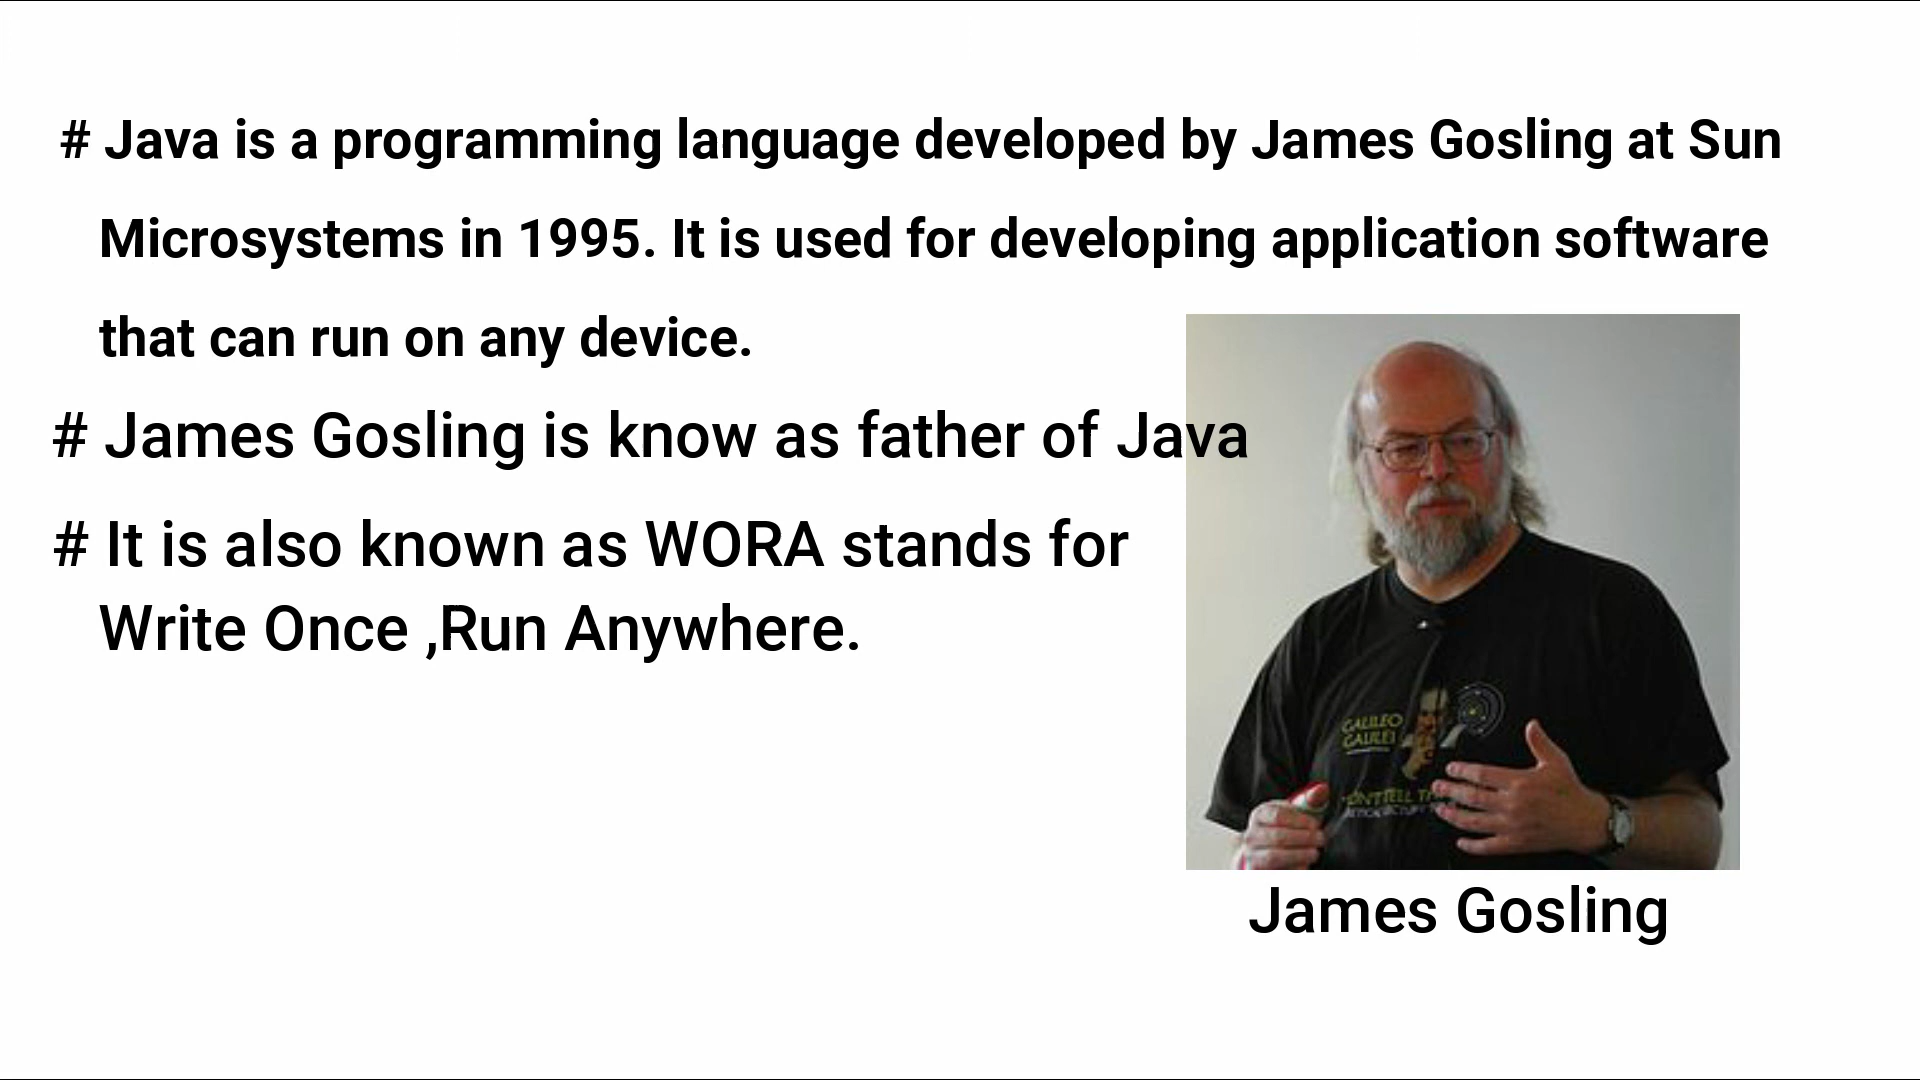 # Java is a programming language developed by James Gosling at Sun
Microsystems in 1995. It is used for developing application software
that can run on any device.
# James Gosling is know as father of Java
# It is also known as WORA stands for
Write Once ,Run Anywhere.
GALILEO
GALILEI
James Gosling